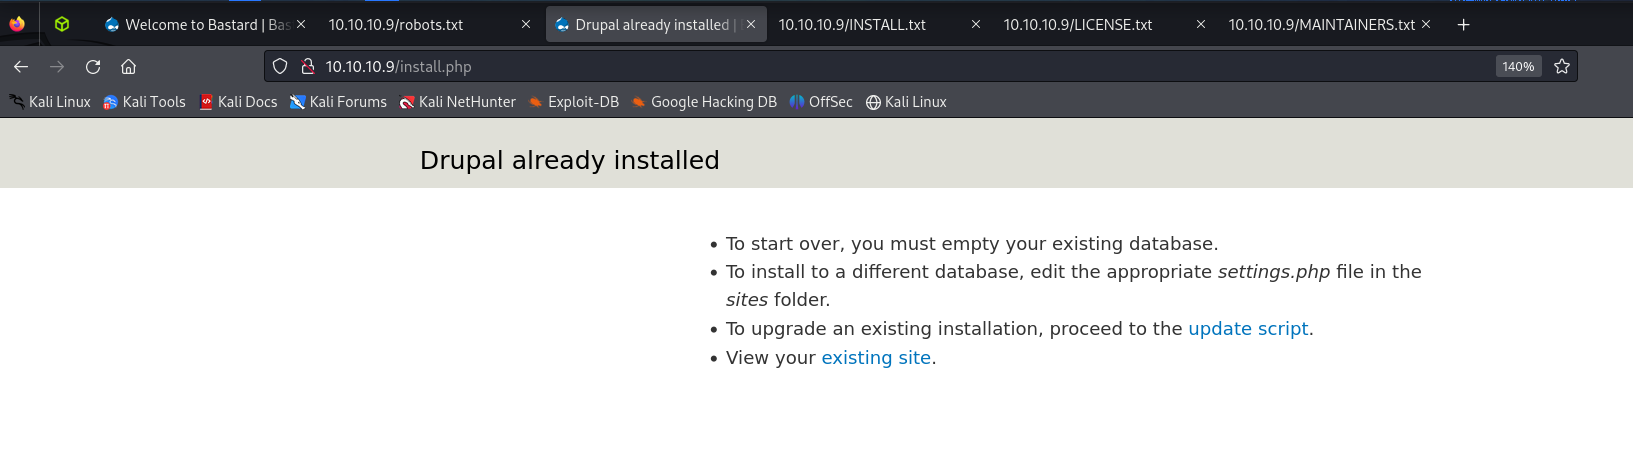 Welcome to Bastard | Bas
10.10.10.9/robots.txt
Drupal already installed |
10.10.10.9/INSTALL.txt
10.10.10.9/LICENSE.txt
10.10.10.9/MAINTAINERS.txt
10.10.10.9/install.php
140%
Kali Linux
Kali Tools
Kali Docs
Kali Forums
Kali NetHunter
Exploit-DB
Google Hacking DB
OffSec
Kali Linux
Drupal already installed
• To start over, you must empty your existing database.
• To install to a different database, edit the appropriate settings.php file in the
sites folder.
• To upgrade an existing installation, proceed to the update script.
• View your existing site.